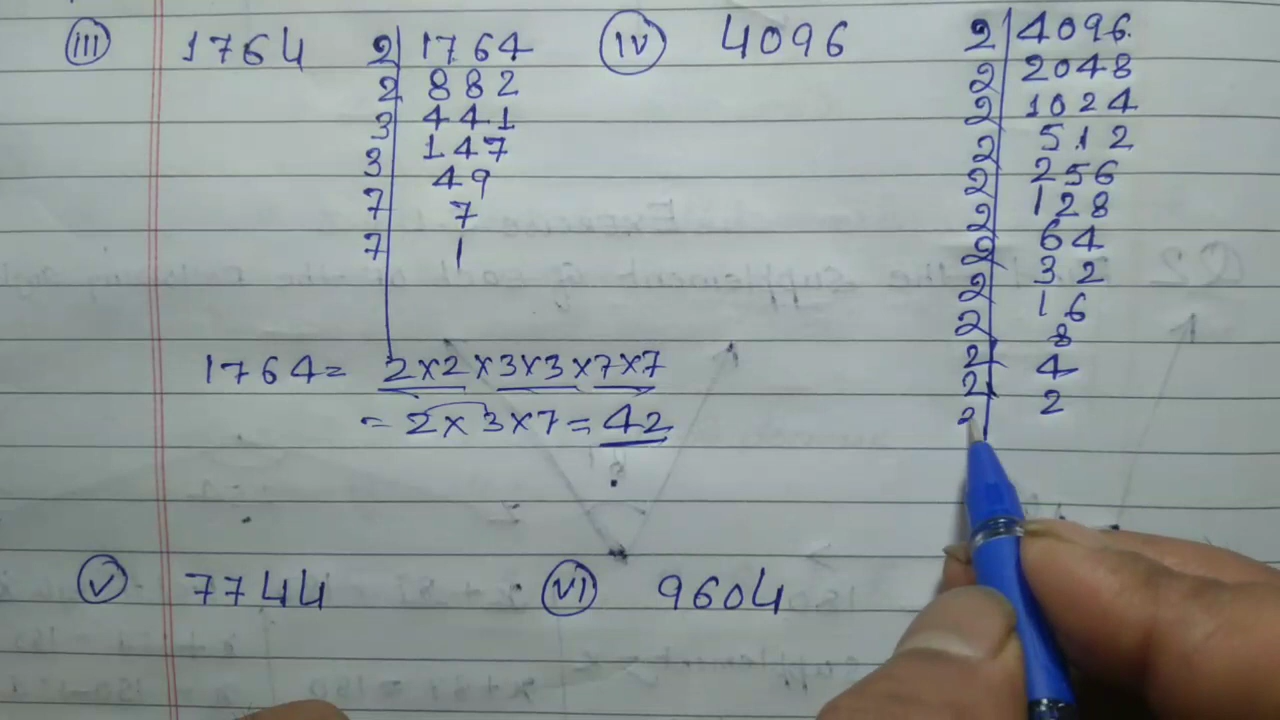 (iii) 1764
2 | 1764
2 | 882
3 | 441
3 | 147
7 | 49
7 | 7
1
1764 = 2×2×3×3×7×7
= 2×3×7 = 42
(iv) 4096
2 | 4096
2 | 2048
2 | 1024
2 | 512
2 | 256
2 | 128
2 | 64
2 | 32
2 | 16
2 | 8
2 | 4
2 | 2
(v) 7744
(vi) 9604